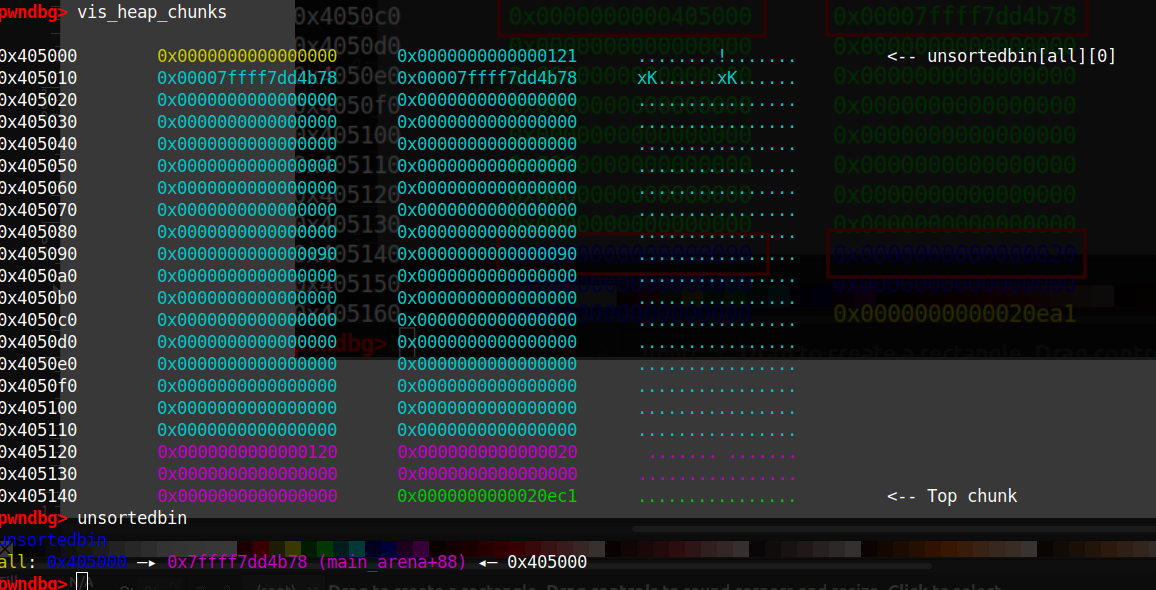 pwndbg> vis_heap_chunks
0x405000 0x0000000000000000 0x0000000000000121 ........!....... <-- unsortedbin[all][0]
0x405010 0x00007ffff7dd4b78 0x00007ffff7dd4b78 xK......xK......
0x405020 0x0000000000000000 0x0000000000000000 ................
0x405030 0x0000000000000000 0x0000000000000000 ................
0x405040 0x0000000000000000 0x0000000000000000 ................
0x405050 0x0000000000000000 0x0000000000000000 ................
0x405060 0x0000000000000000 0x0000000000000000 ................
0x405070 0x0000000000000000 0x0000000000000000 ................
0x405080 0x0000000000000000 0x0000000000000000 ................
0x405090 0x0000000000000000 0x0000000000000090 ................
0x4050a0 0x0000000000000000 0x0000000000000000 ................
0x4050b0 0x0000000000000000 0x0000000000000000 ................
0x4050c0 0x0000000000000000 0x0000000000000000 ................
0x4050d0 0x0000000000000000 0x0000000000000000 ................
0x4050e0 0x0000000000000000 0x0000000000000000 ................
0x4050f0 0x0000000000000000 0x0000000000000000 ................
0x405100 0x0000000000000000 0x0000000000000000 ................
0x405110 0x0000000000000000 0x0000000000000000 ................
0x405120 0x0000000000000120 0x0000000000000020  ....... .......
0x405130 0x0000000000000000 0x0000000000000000 ................
0x405140 0x0000000000000000 0x0000000000020ec1 ................ <-- Top chunk
pwndbg> unsortedbin
unsortedbin
all: 0x405000 —▸ 0x7ffff7dd4b78 (main_arena+88) ◂— 0x405000
pwndbg>